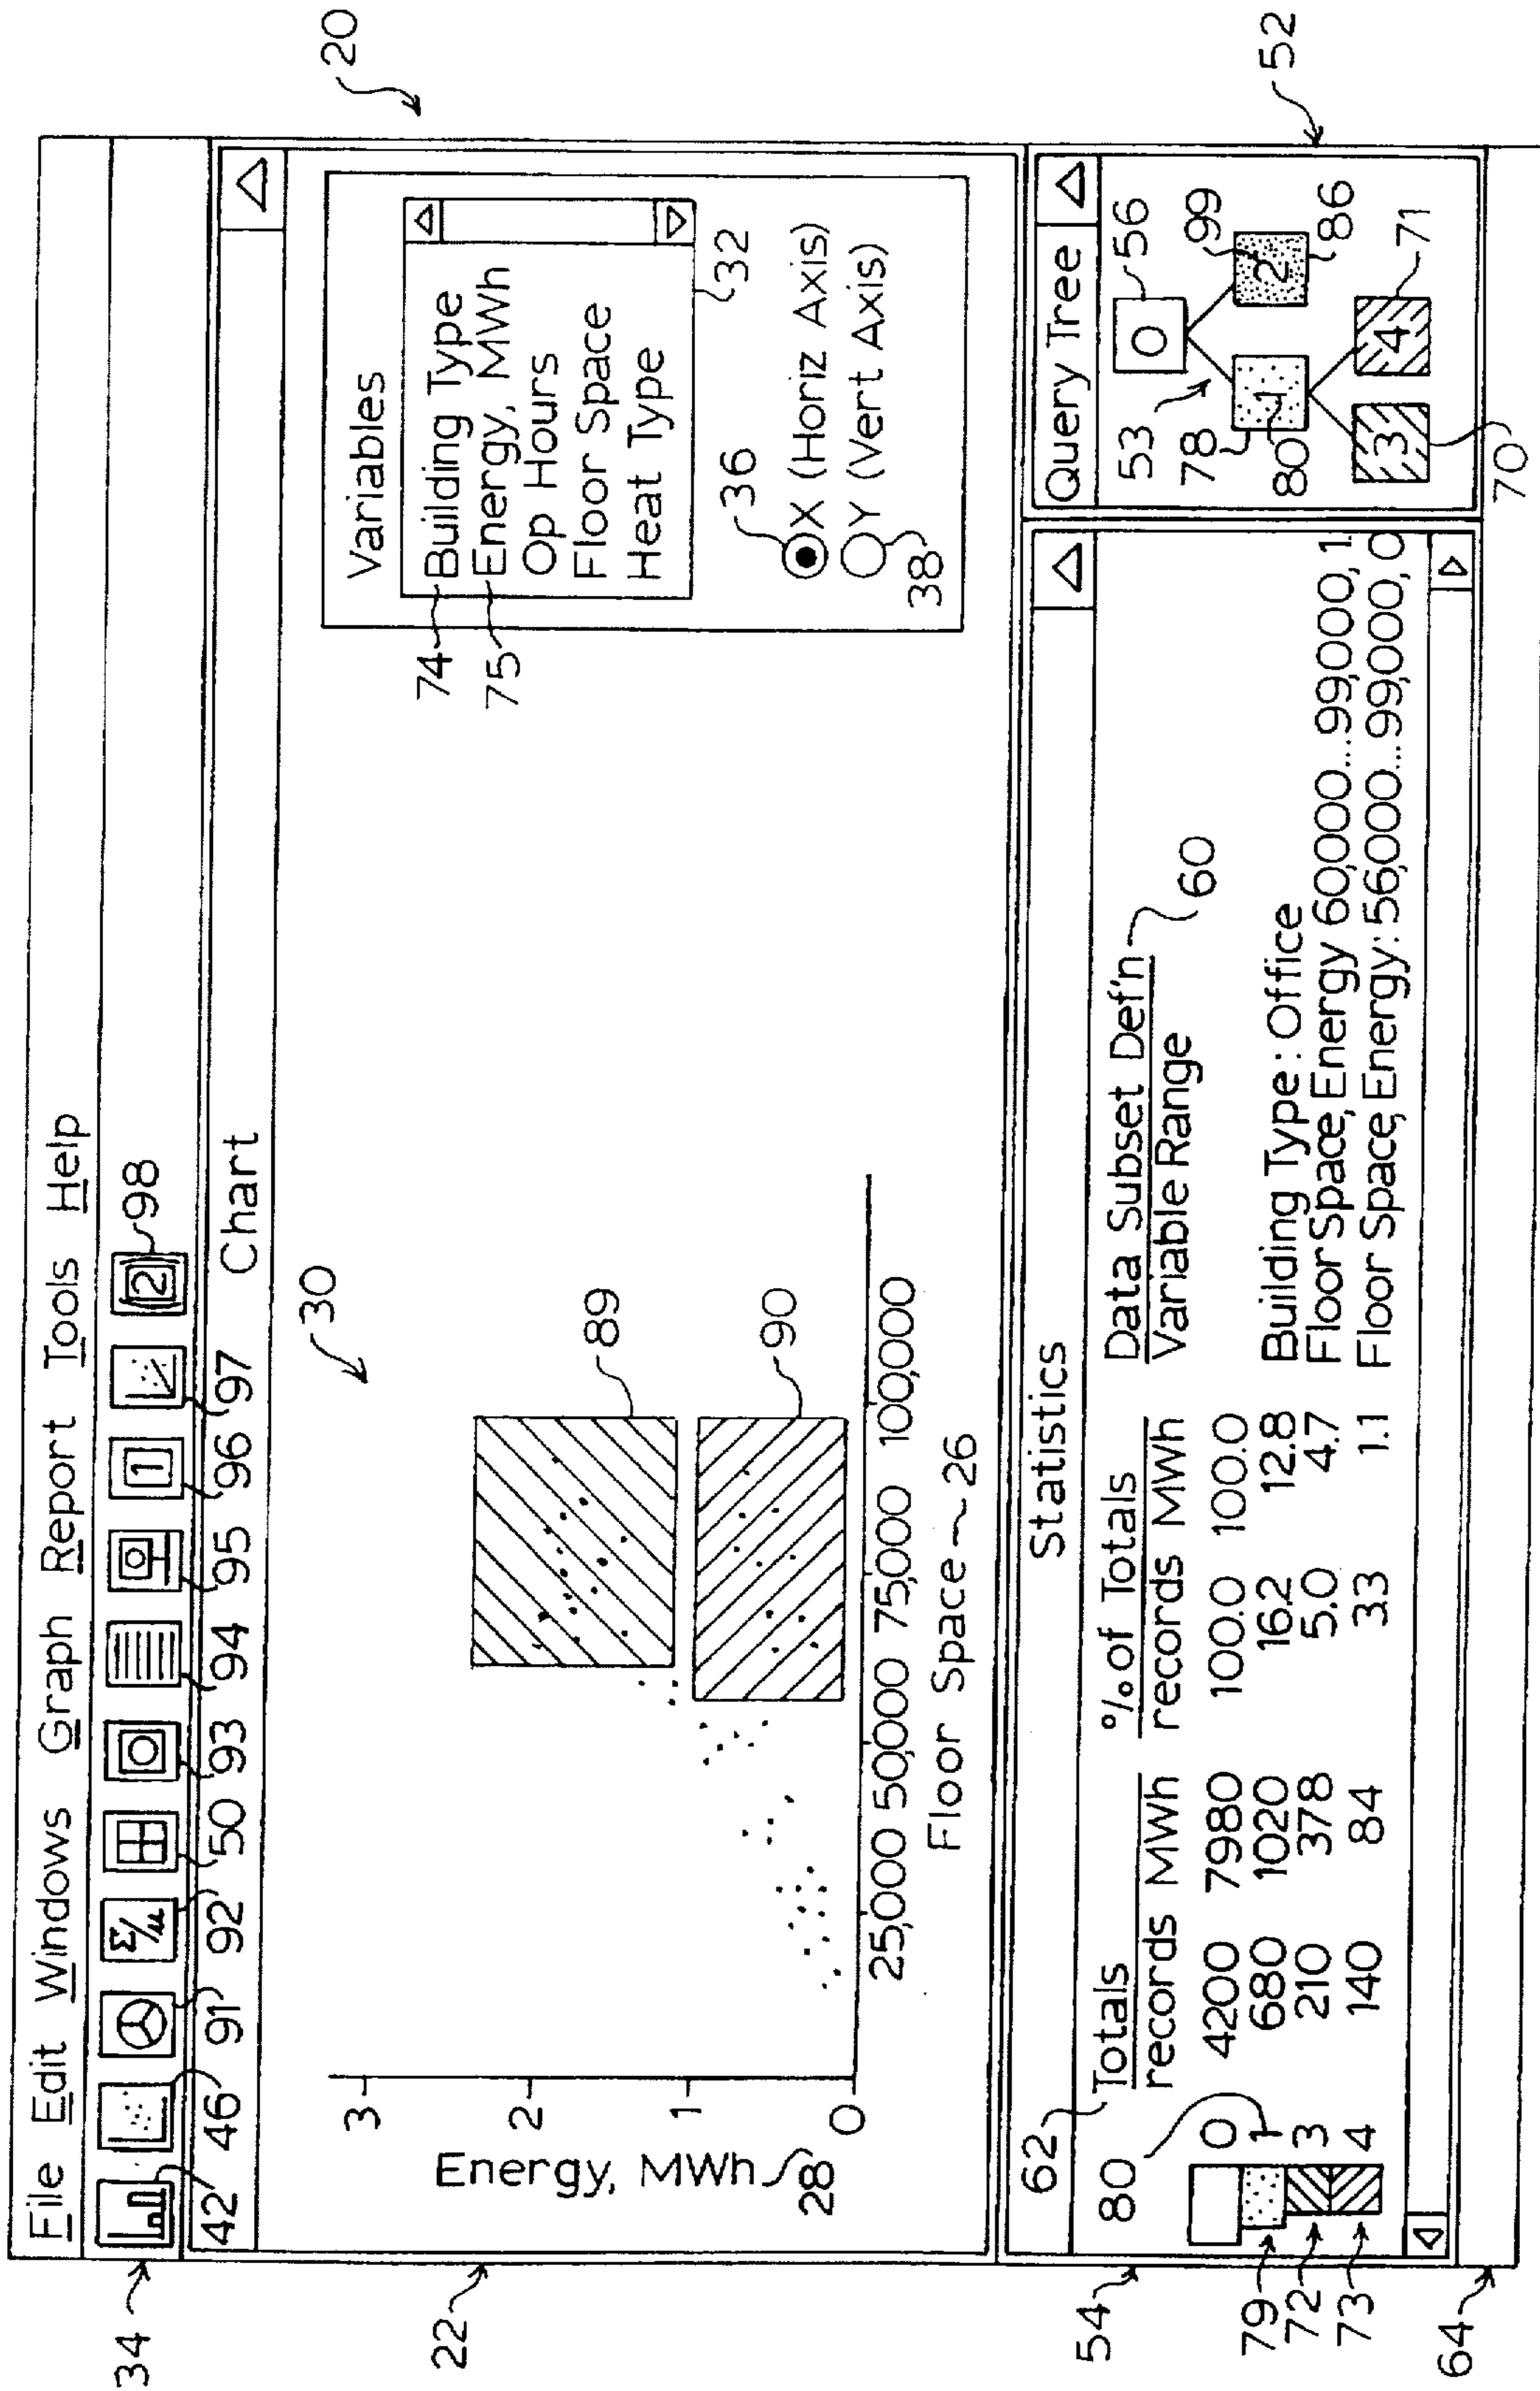 File Edit Windows Graph Report Tools Help
34
42 46 91 92 50 93 94 95 96 97 98
20
22
Chart
30
Energy, MWh 28
3
2
1
0
89
90
25,000 50,000 75,000 100,000
Floor Space 26
Variables
74 Building Type
75 Energy, MWh
Op Hours
Floor Space
Heat Type
32
36
X (Horiz Axis)
Y (Vert Axis)
38
54
Statistics
62 Totals % of Totals Data Subset Def'n 60
records MWh records MWh Variable Range
80
0 4200 7980 100.0 100.0
79 1 680 1020 16.2 12.8 Building Type: Office
72 3 210 378 5.0 4.7 Floor Space, Energy 60,000...99,000, 1
73 4 140 84 3.3 1.1 Floor Space, Energy: 56,000...99,000, 0
64
Query Tree
52
53
0 56
78
1 80
2 99
86
3 70
4 71